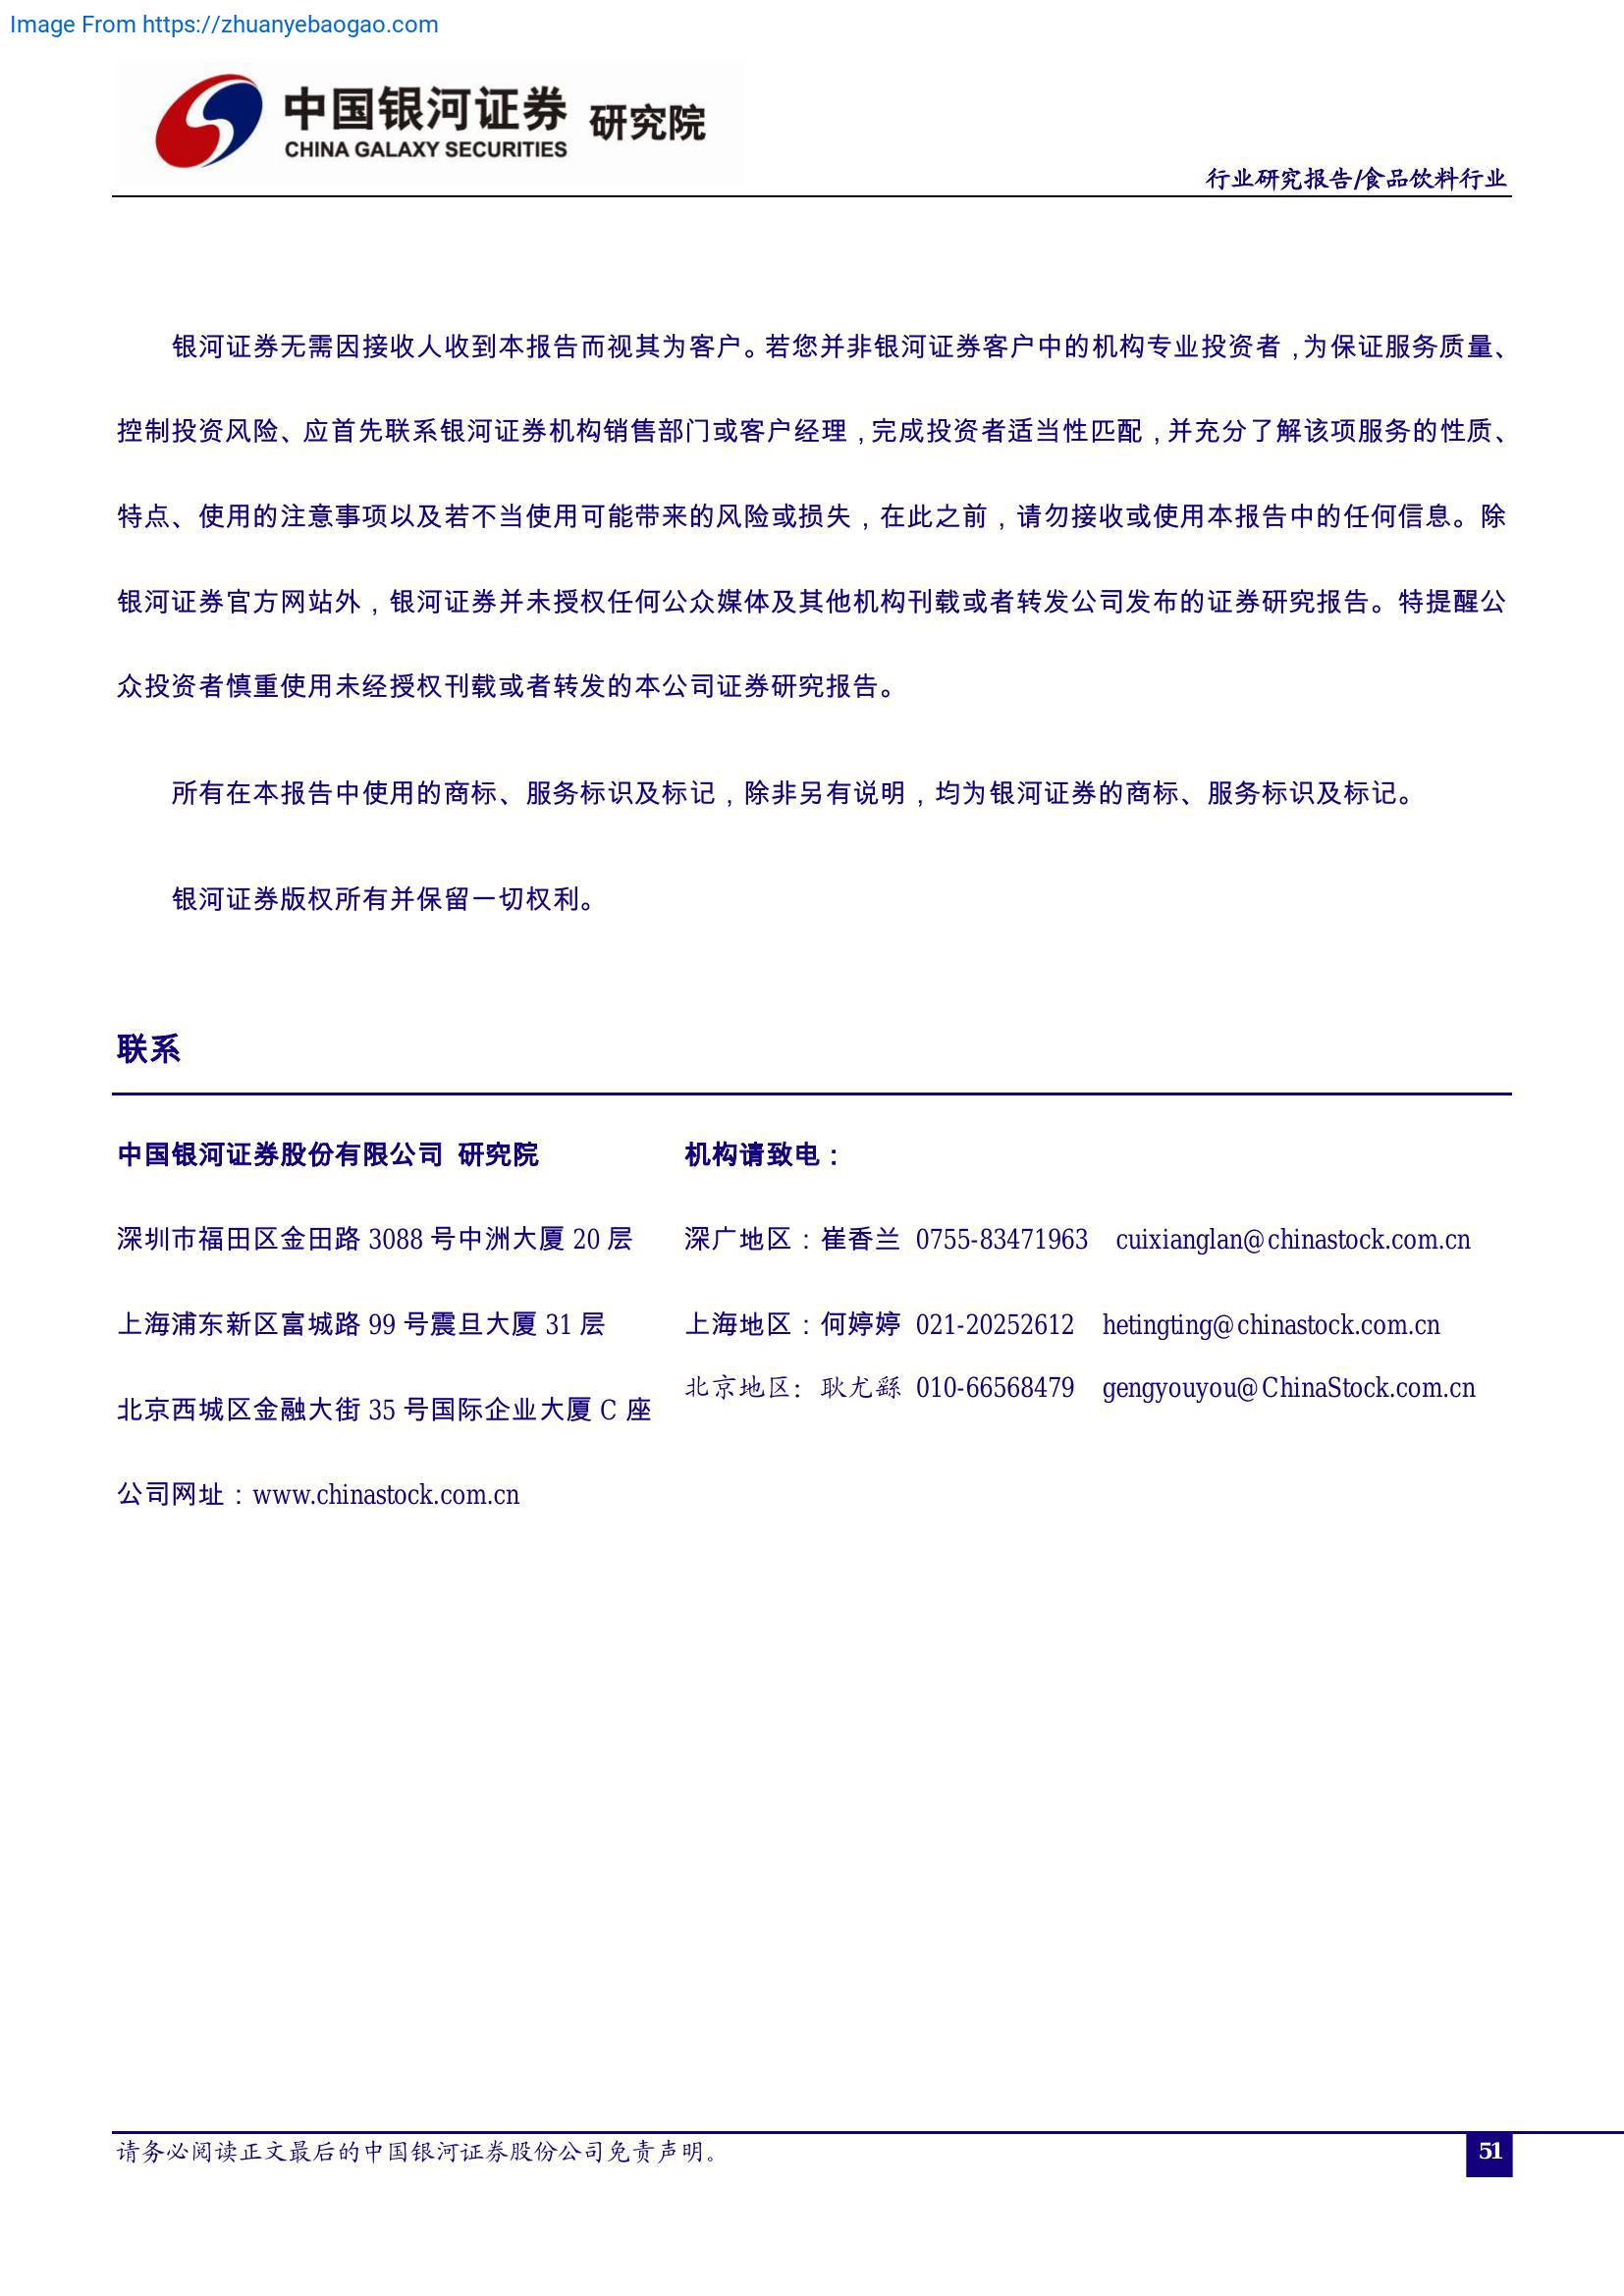 Image From https://zhuanyebaogao.com
中国银河证券 研究院
CHINA GALAXY SECURITIES
行业研究报告/食品饮料行业
银河证券无需因接收人收到本报告而视其为客户。若您并非银河证券客户中的机构专业投资者，为保证服务质量、
控制投资风险、应首先联系银河证券机构销售部门或客户经理，完成投资者适当性匹配，并充分了解该项服务的性质、
特点、使用的注意事项以及若不当使用可能带来的风险或损失，在此之前，请勿接收或使用本报告中的任何信息。除
银河证券官方网站外，银河证券并未授权任何公众媒体及其他机构刊载或者转发公司发布的证券研究报告。特提醒公
众投资者慎重使用未经授权刊载或者转发的本公司证券研究报告。
所有在本报告中使用的商标、服务标识及标记，除非另有说明，均为银河证券的商标、服务标识及标记。
银河证券版权所有并保留一切权利。
联系
中国银河证券股份有限公司 研究院 机构请致电：
深圳市福田区金田路 3088 号中洲大厦 20 层 深广地区：崔香兰 0755-83471963 cuixianglan@chinastock.com.cn
上海浦东新区富城路 99 号震旦大厦 31 层 上海地区：何婷婷 021-20252612 hetingting@chinastock.com.cn
北京地区：耿尤繇 010-66568479 gengyouyou@ChinaStock.com.cn
北京西城区金融大街 35 号国际企业大厦 C 座
公司网址：www.chinastock.com.cn
请务必阅读正文最后的中国银河证券股份公司免责声明。
51